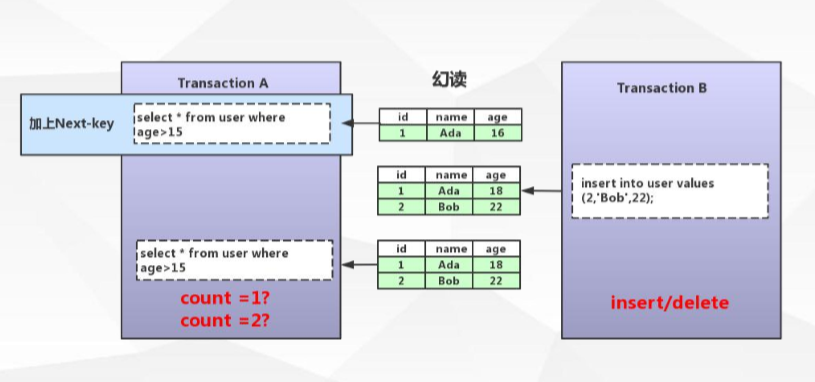 幻读
Transaction A
加上Next-key
select * from user where
age>15
id name age
1 Ada 16
Transaction B
id name age
1 Ada 18
2 Bob 22
insert into user values
(2,'Bob',22);
select * from user where
age>15
id name age
1 Ada 18
2 Bob 22
count =1?
count =2?
insert/delete